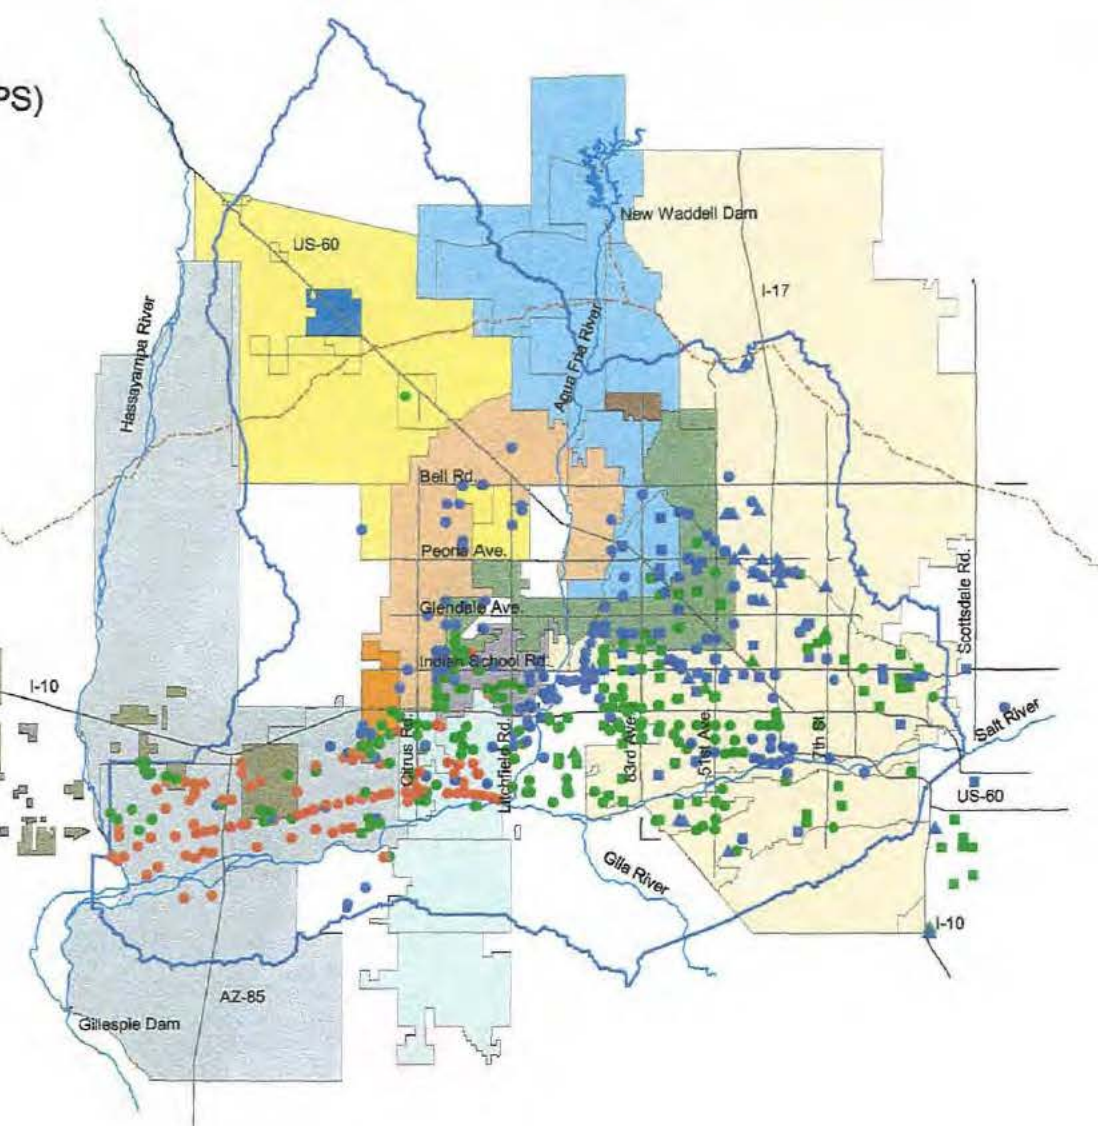 PS)
New Waddell Dam
US-60
I-17
Hassayampa River
Agua Fria River
Bell Rd.
Peoria Ave.
Scottsdale Rd.
Glendale Ave.
Indian School Rd.
I-10
Salt River
Citrus Rd.
Litchfield Rd.
83rd Ave.
51st Ave.
7th St.
US-60
Gila River
I-10
AZ-85
Gillespie Dam